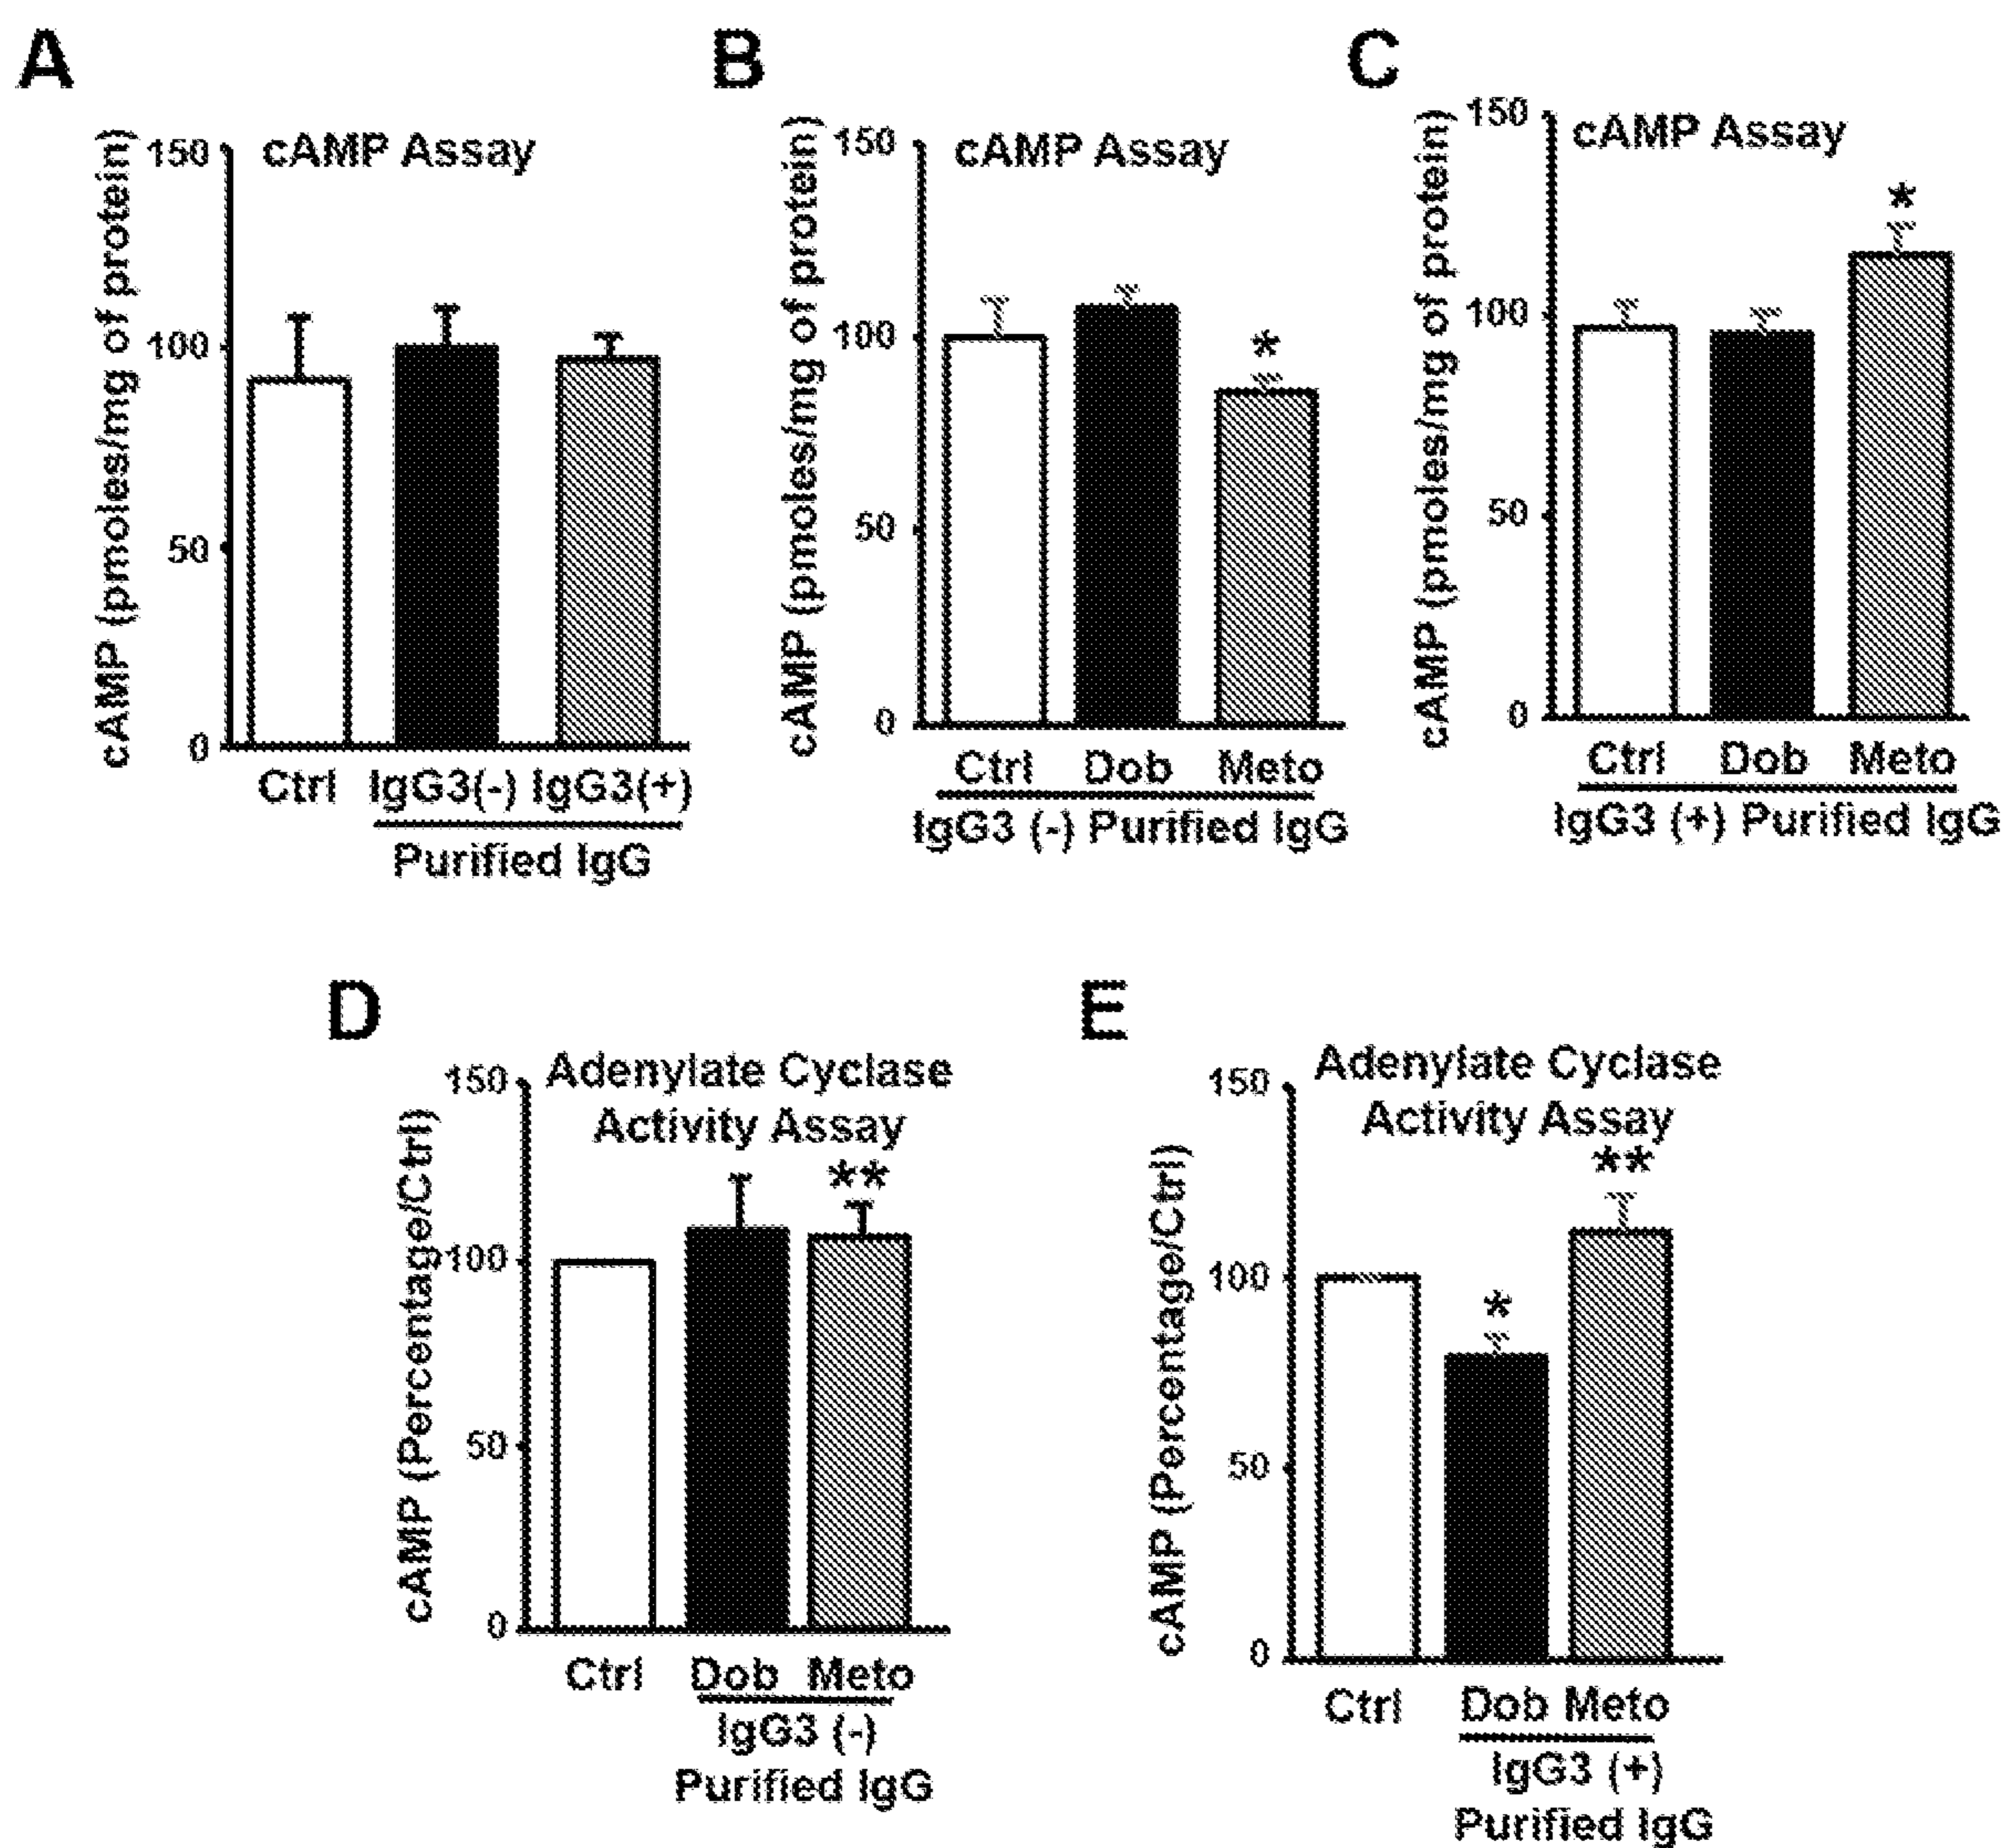 A
cAMP Assay
cAMP (pmoles/mg of protein)
150
100
50
0
Ctrl IgG3(-) IgG3(+)
Purified IgG
B
cAMP Assay
cAMP (pmoles/mg of protein)
150
100
50
0
*
Ctrl Dob Meto
IgG3 (-) Purified IgG
C
cAMP Assay
cAMP (pmoles/mg of protein)
150
100
50
0
*
Ctrl Dob Meto
IgG3 (+) Purified IgG
D
Adenylate Cyclase
Activity Assay
cAMP (Percentage/Ctrl)
150
100
50
0
**
Ctrl Dob Meto
IgG3 (-)
Purified IgG
E
Adenylate Cyclase
Activity Assay
cAMP (Percentage/Ctrl)
150
100
50
0
*
**
Ctrl Dob Meto
IgG3 (+)
Purified IgG